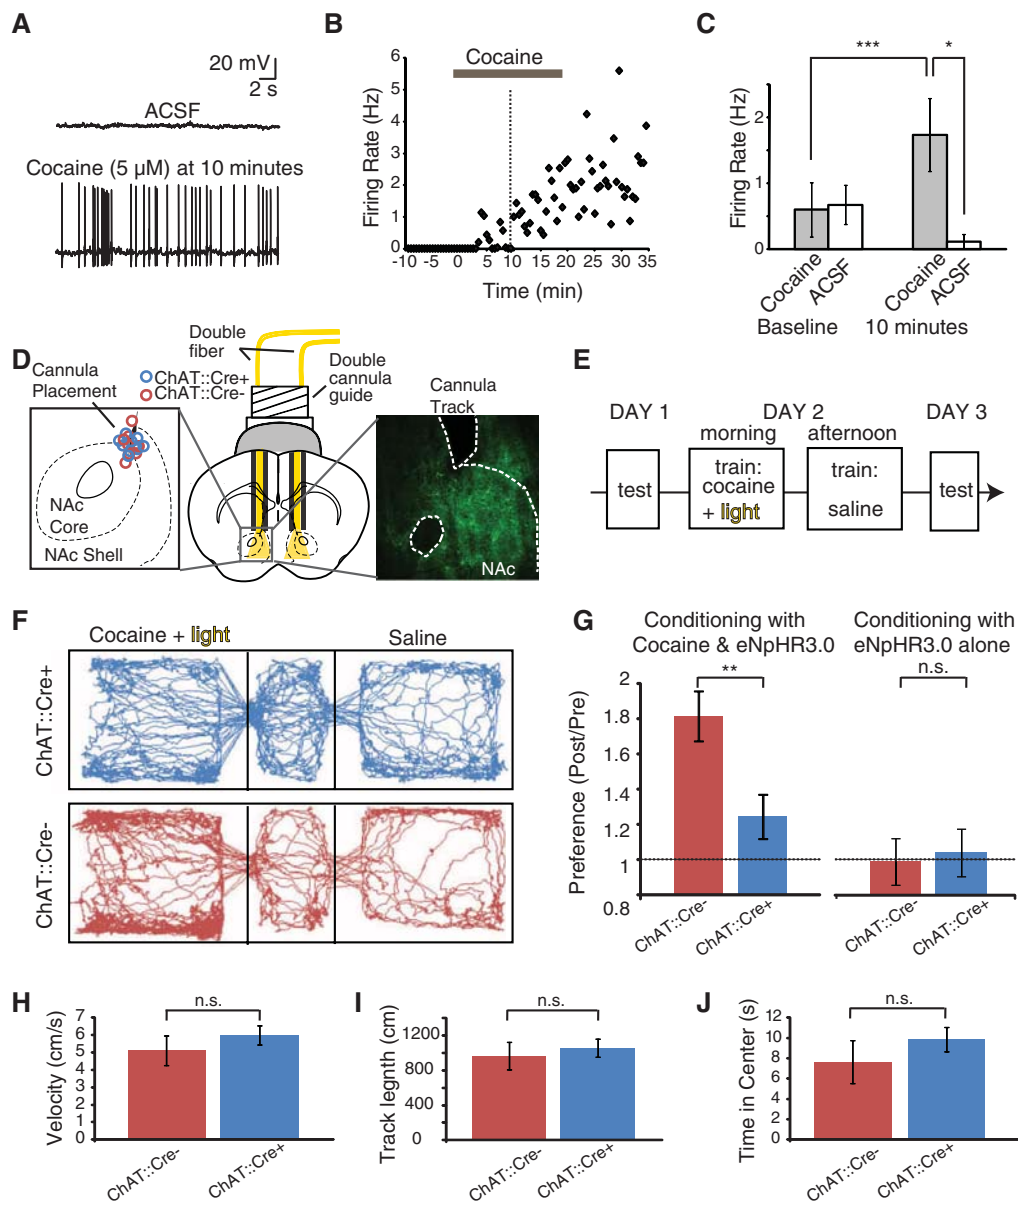 A
20 mV
2 s
ACSF
Cocaine (5 µM) at 10 minutes
B
Firing Rate (Hz)
6
5
4
3
2
1
0
Cocaine
-10
-5
0
5
10
15
20
25
30
35
Time (min)
C
Firing Rate (Hz)
2
1
0
***
*
Cocaine
ACSF
Cocaine
ACSF
Baseline
10 minutes
D
Cannula
Placement
ChAT::Cre+
ChAT::Cre-
NAc
Core
NAc Shell
Double
fiber
Double
cannula
guide
Cannula
Track
NAc
E
DAY 1
DAY 2
DAY 3
morning
afternoon
test
train:
cocaine
+ light
train:
saline
test
F
Cocaine + light
Saline
ChAT::Cre+
ChAT::Cre-
G
Conditioning with
Cocaine & eNpHR3.0
Conditioning with
eNpHR3.0 alone
**
n.s.
Preference (Post/Pre)
2
1.8
1.6
1.4
1.2
1
0.8
ChAT::Cre-
ChAT::Cre+
ChAT::Cre-
ChAT::Cre+
H
n.s.
Velocity (cm/s)
7
6
5
4
3
2
1
0
ChAT::Cre-
ChAT::Cre+
I
n.s.
Track legnth (cm)
1200
800
400
0
ChAT::Cre-
ChAT::Cre+
J
n.s.
Time in Center (s)
12
10
8
6
4
2
0
ChAT::Cre-
ChAT::Cre+